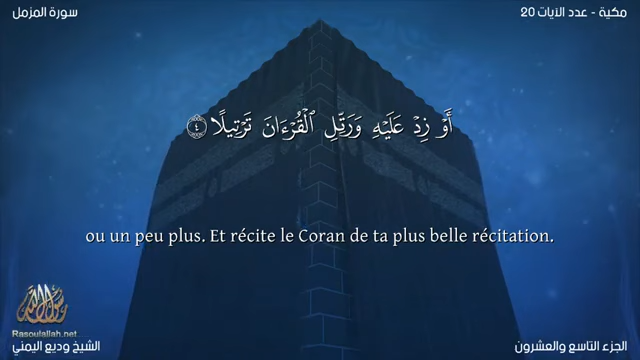 سورة المزمل
مكية - عدد الآيات 20
أَوْ زِدْ عَلَيْهِ وَرَتِّلِ ٱلْقُرْءَانَ تَرْتِيلًا ٤
ou un peu plus. Et récite le Coran de ta plus belle récitation.
Rasoulallah.net
الشيخ وديع اليمني
الجزء التاسع والعشرون